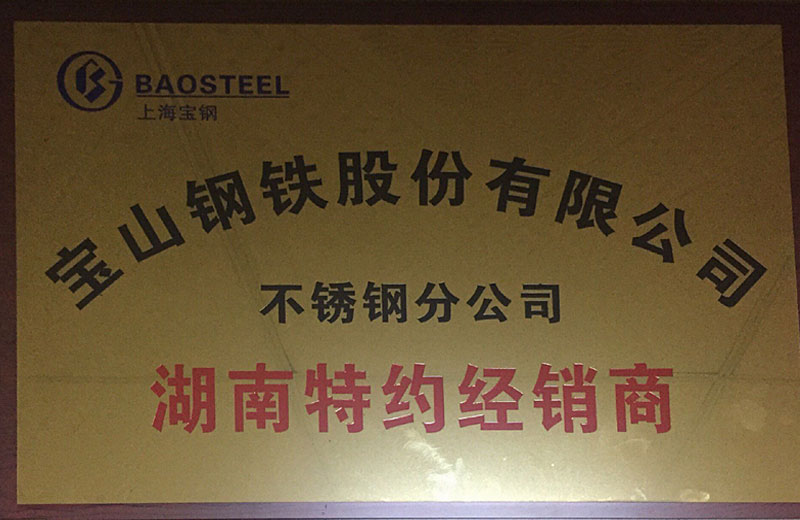 BAOSTEEL
上海宝钢
宝山钢铁股份有限公司
不锈钢分公司
湖南特约经销商